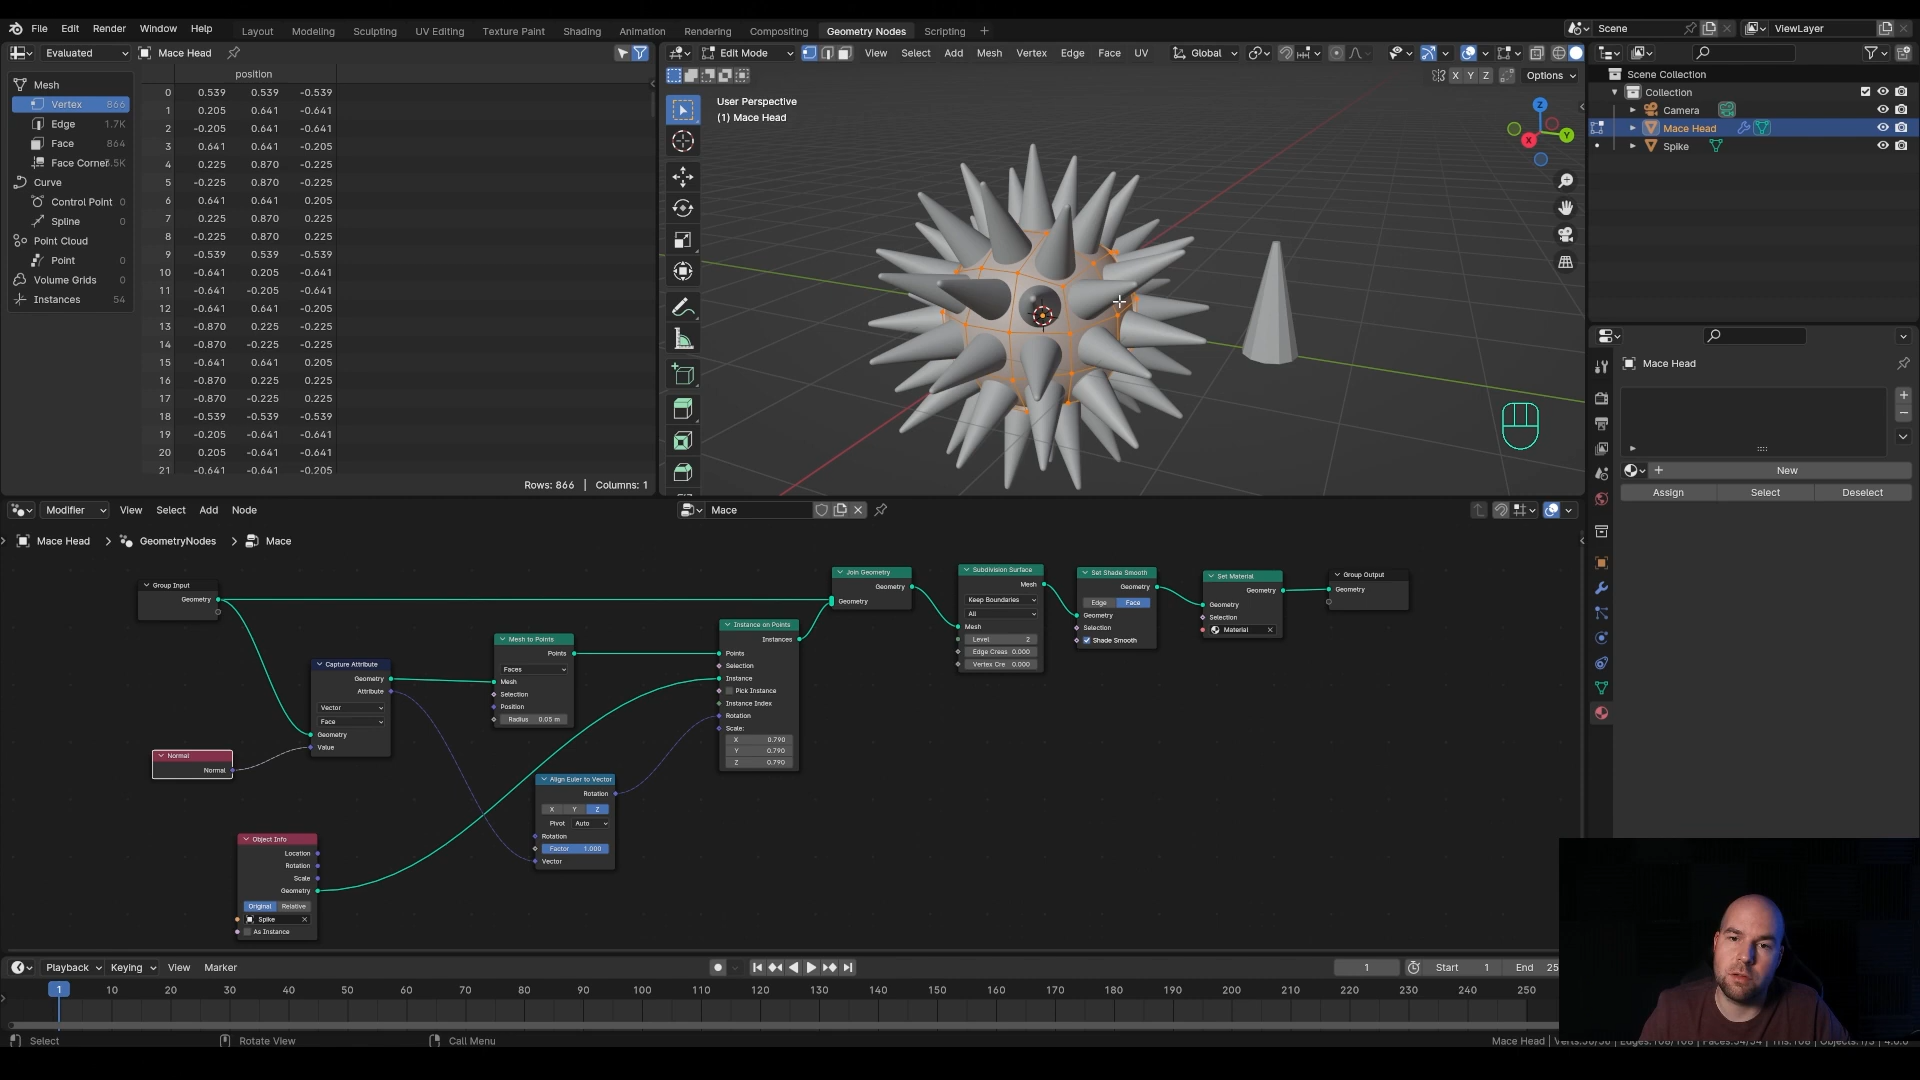 File Edit Render Window Help Layout Modeling Sculpting UV Editing Texture Paint Shading Animation Rendering Compositing Geometry Nodes Scripting Scene ViewLayer
Evaluated Mace Head
Edit Mode View Select Add Mesh Vertex Edge Face UV Global
X Y Z Options
position
Mesh
Vertex 866
Edge 1.7K
Face 864
Face Corner
Curve
Control Point 0
Spline 0
Point Cloud
Point 0
Volume Grids 0
Instances 54
0 0.539 0.539 -0.539
1 0.205 0.641 -0.641
2 -0.205 0.641 -0.641
3 0.641 0.641 -0.205
4 0.225 0.870 -0.225
5 -0.225 0.870 -0.225
6 0.641 0.641 0.205
7 0.225 0.870 0.225
8 -0.225 0.870 0.225
9 -0.539 0.539 -0.539
10 -0.641 0.205 -0.641
11 -0.641 -0.205 -0.641
12 -0.641 0.641 -0.205
13 -0.870 0.225 -0.225
14 -0.870 -0.225 -0.225
15 -0.641 0.641 0.205
16 -0.870 0.225 0.225
17 -0.870 -0.225 0.225
18 -0.539 -0.539 -0.539
19 -0.205 -0.641 -0.641
20 0.205 -0.641 -0.641
21 -0.641 -0.641 -0.205
Rows: 866 | Columns: 1
User Perspective
(1) Mace Head
Z
Y
X
Scene Collection
Collection
Camera
Mace Head
Spike
Mace Head
New
Assign Select Deselect
Modifier View Select Add Node Mace
Mace Head > GeometryNodes > Mace
Group Input
Geometry
Capture Attribute
Geometry
Attribute
Vector
Face
Geometry
Value
Normal
Normal
Object Info
Location
Rotation
Scale
Geometry
Original Relative
Spike
As Instance
Mesh to Points
Points
Faces
Mesh
Selection
Position
Radius 0.05 m
Align Euler to Vector
Rotation
X Y Z
Pivot Auto
Rotation
Factor 1.000
Vector
Instance on Points
Instances
Points
Selection
Instance
Pick Instance
Instance Index
Rotation
Scale:
X 0.790
Y 0.790
Z 0.790
Join Geometry
Geometry
Geometry
Subdivision Surface
Mesh
Keep Boundaries
All
Mesh
Level 2
Edge Creas 0.000
Vertex Cre 0.000
Set Shade Smooth
Geometry
Edge Face
Geometry
Selection
Shade Smooth
Set Material
Geometry
Geometry
Selection
Material
Group Output
Geometry
Playback Keying View Marker 1 Start 1 End 25
1 10 20 30 40 50 60 70 80 90 100 110 120 130 140 150 160 170 180 190 200 210 220 230 240 250
Select Rotate View Call Menu Mace Head